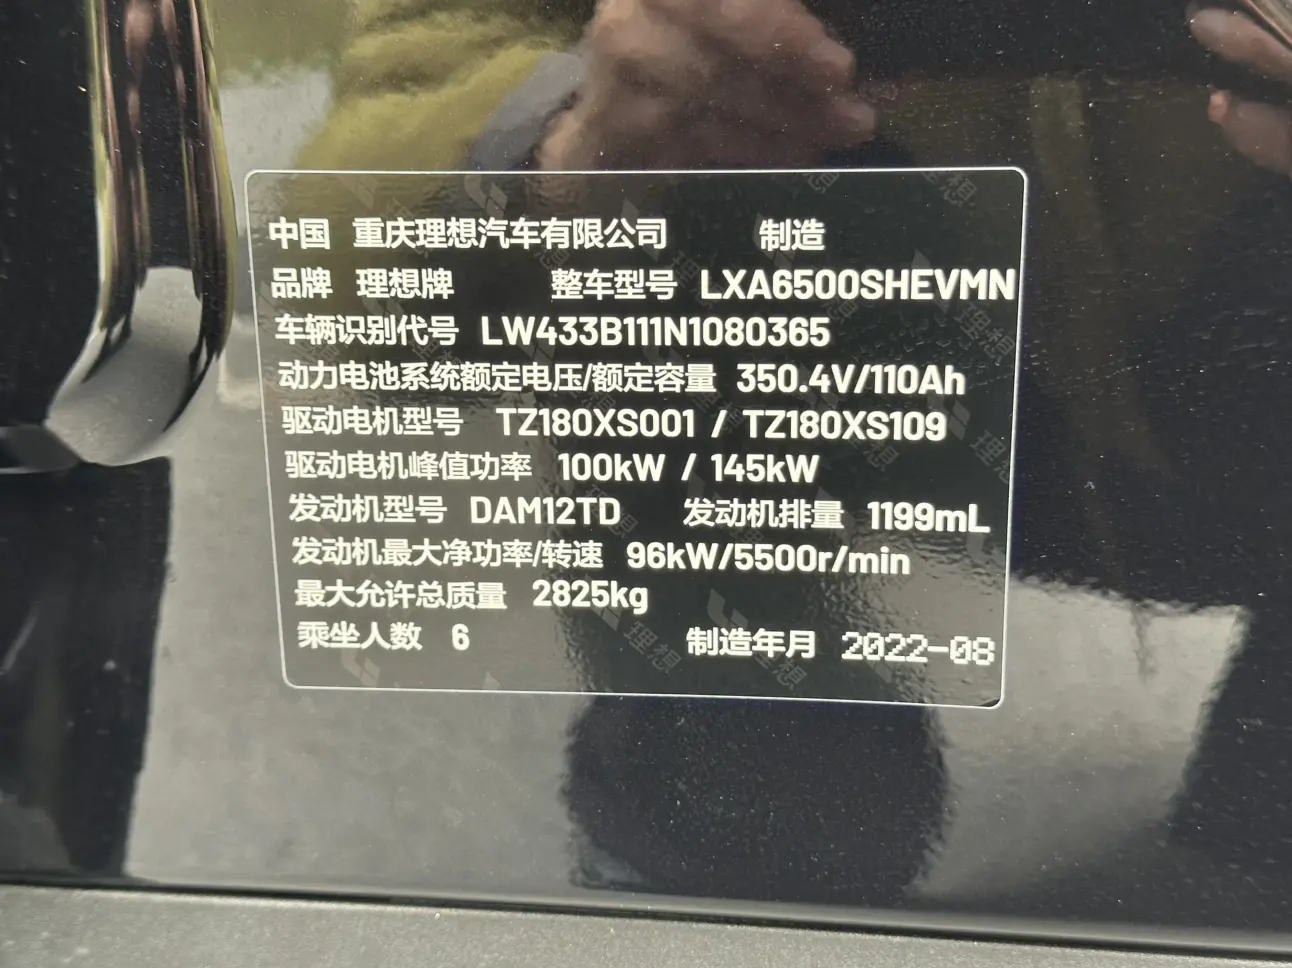 中国 重庆理想汽车有限公司 制造
品牌 理想牌 整车型号 LXA6500SHEVMN
车辆识别代号 LW433B111N1080365
动力电池系统额定电压/额定容量 350.4V/110Ah
驱动电机型号 TZ180XS001 / TZ180XS109
驱动电机峰值功率 100kW / 145kW
发动机型号 DAM12TD 发动机排量 1199mL
发动机最大净功率/转速 96kW/5500r/min
最大允许总质量 2825kg
乘坐人数 6 制造年月 2022-08